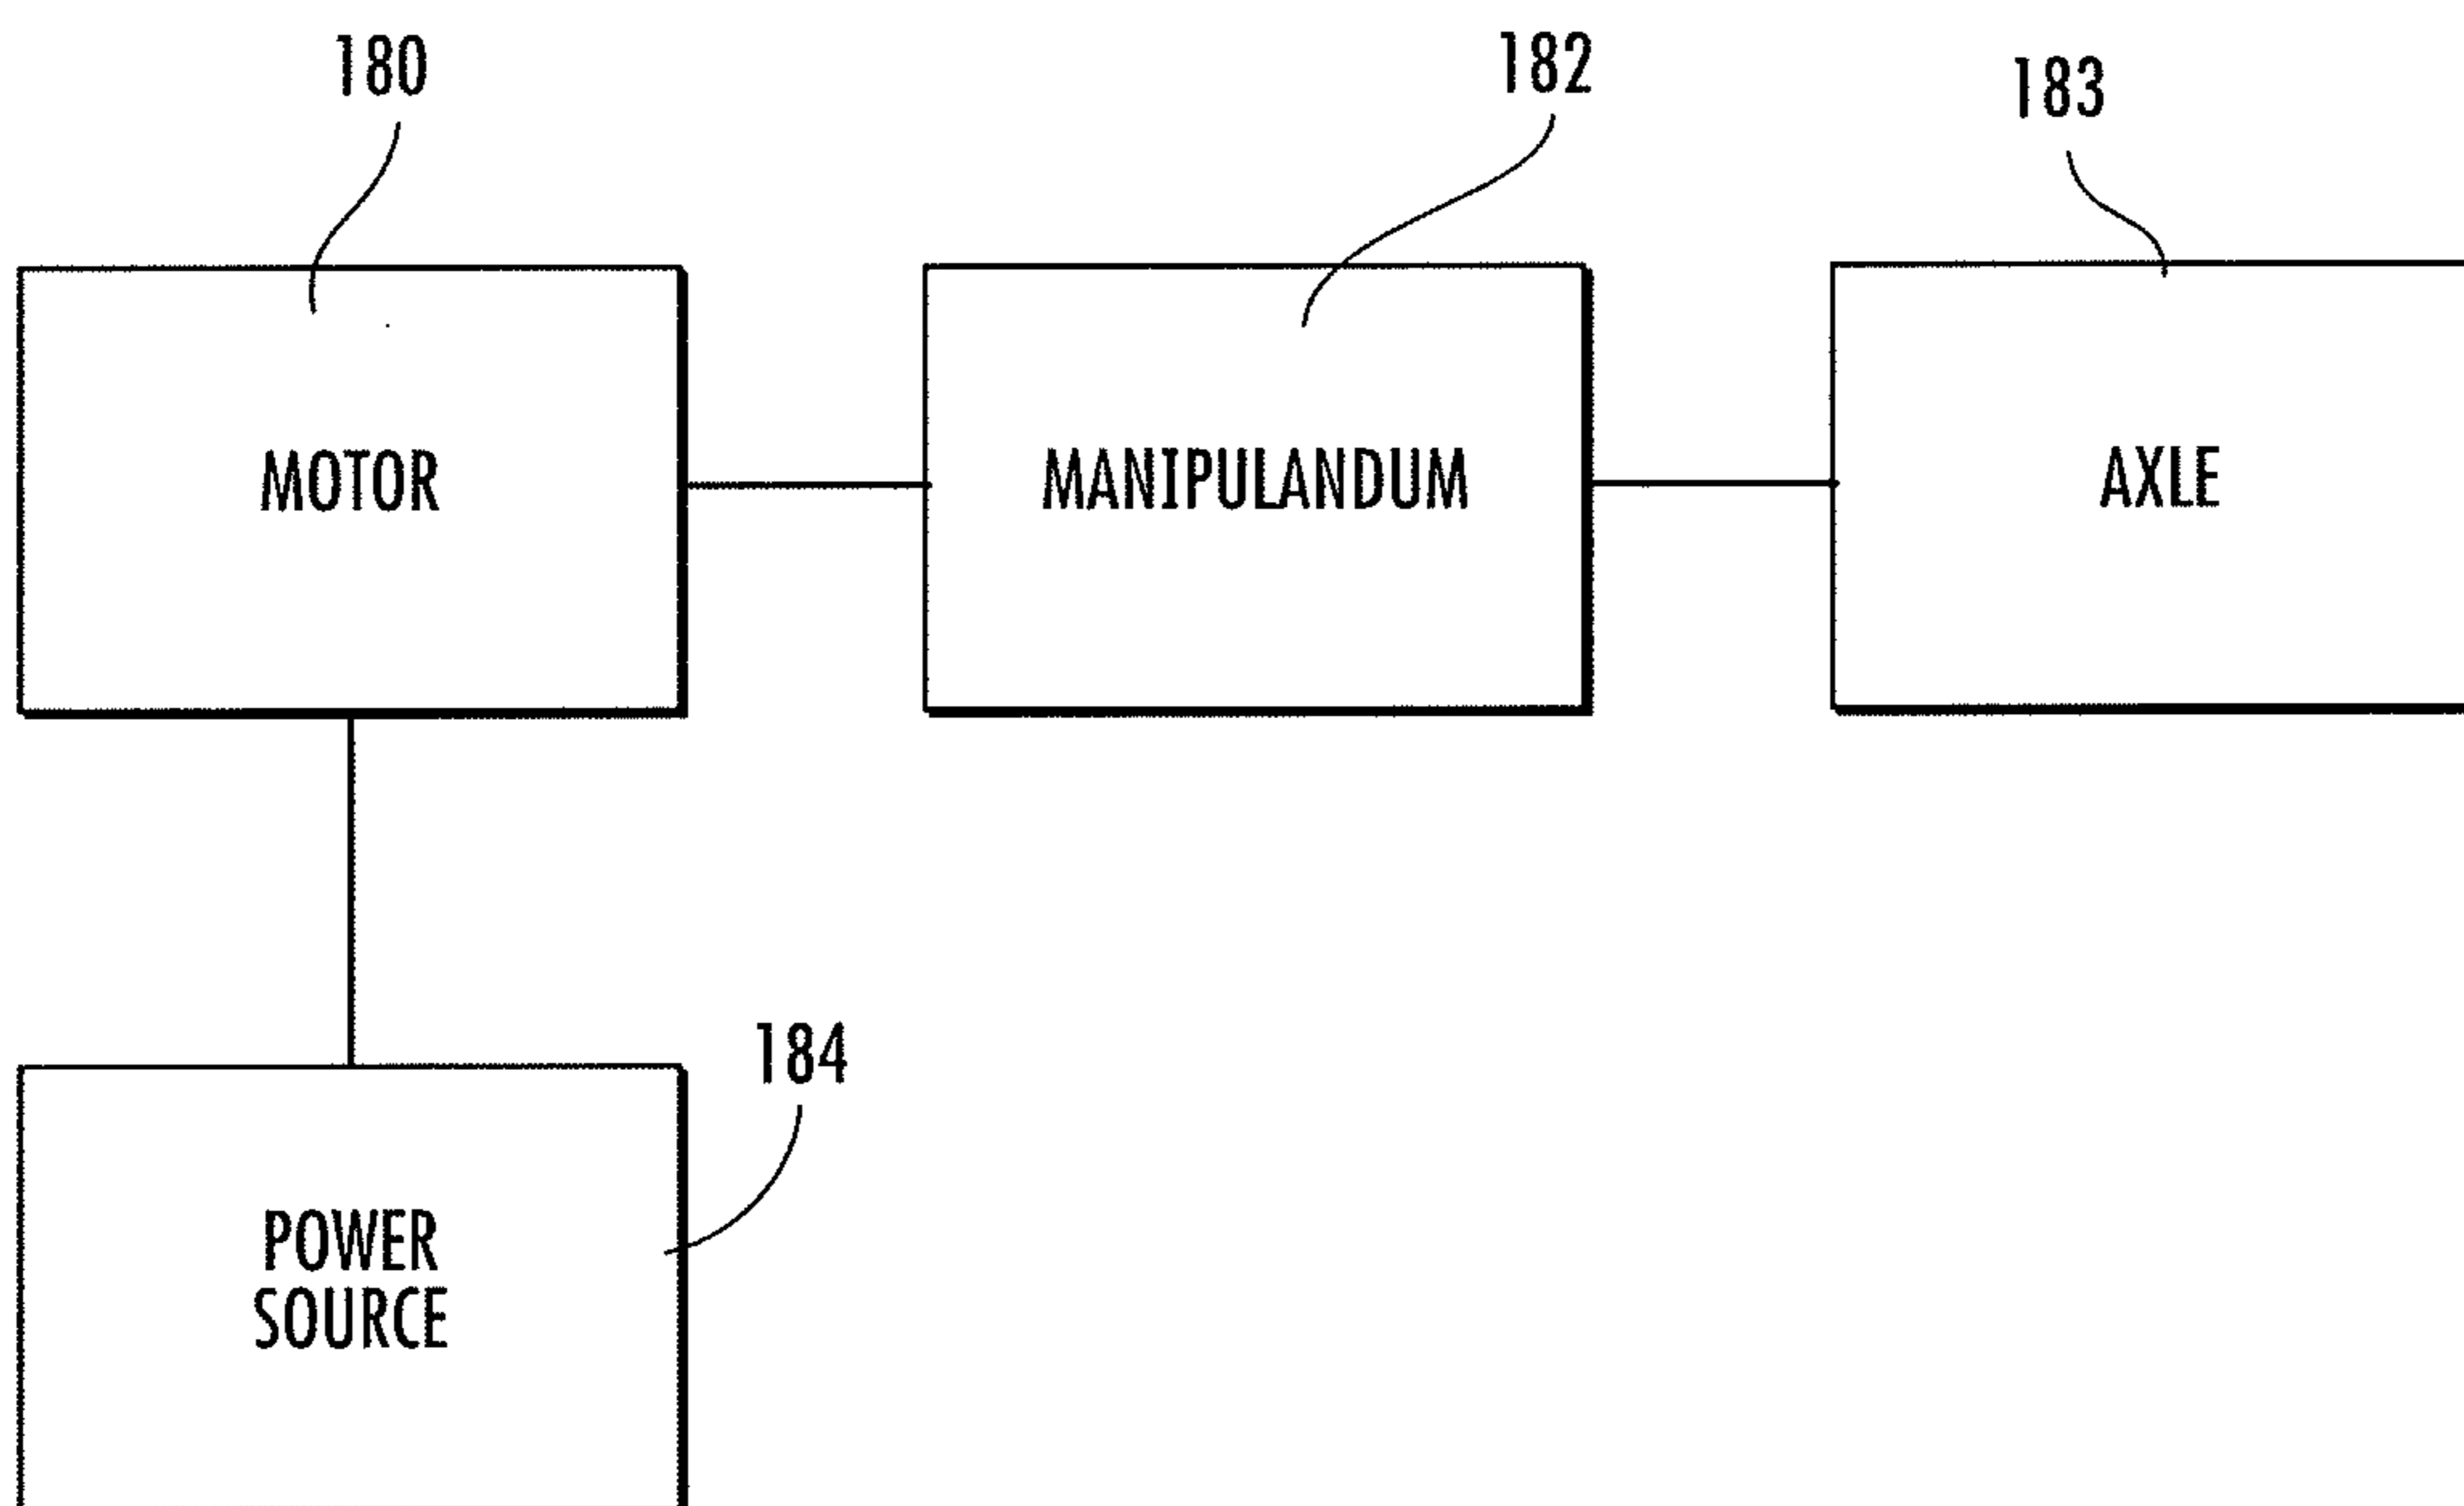 180
182
183
MOTOR
MANIPULANDUM
AXLE
184
POWER
SOURCE